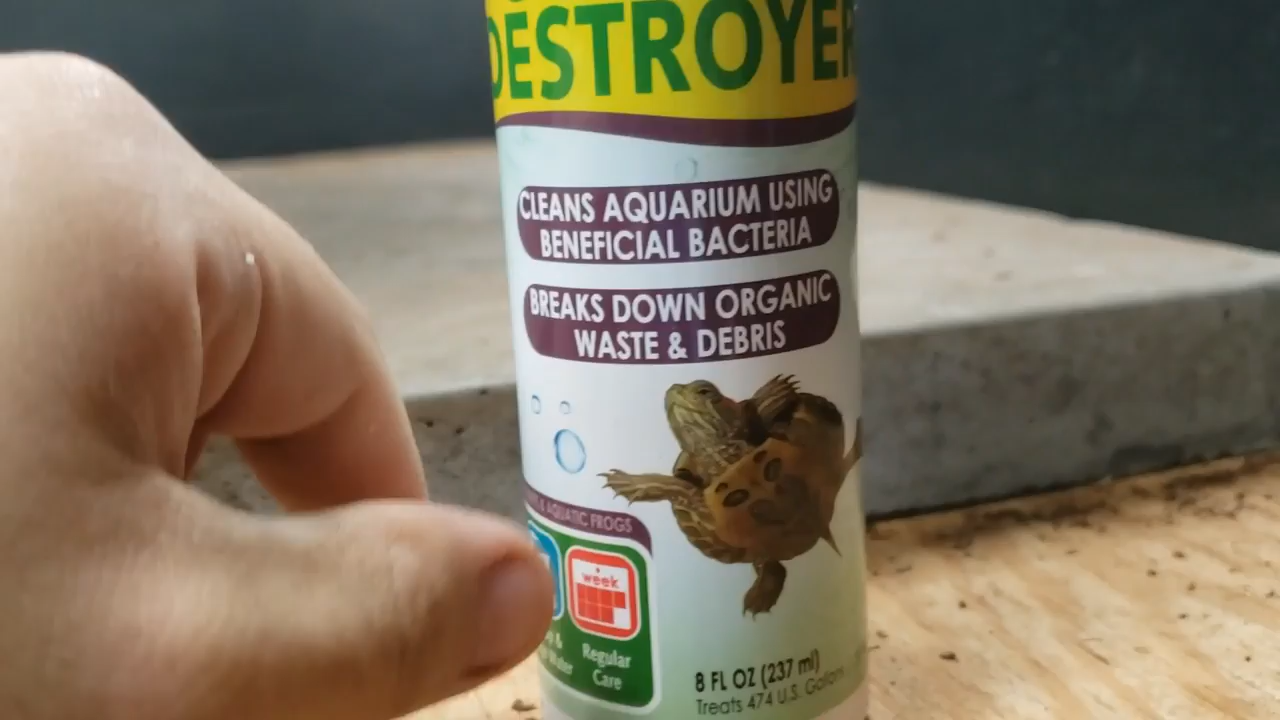 DESTROYER
CLEANS AQUARIUM USING
BENEFICIAL BACTERIA
BREAKS DOWN ORGANIC
WASTE & DEBRIS
& AQUATIC FROGS
week
&
Water
Regular
Care
8 FL OZ (237 ml)
Treats 474 U.S. Gallons